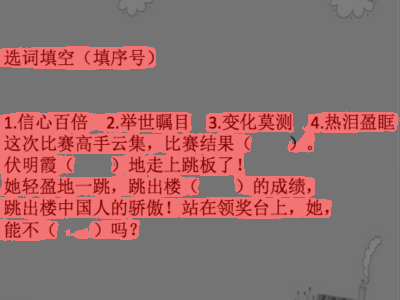 选词填空（填序号）
1.信心百倍 2.举世瞩目 3.变化莫测 4.热泪盈眶
这次比赛高手云集，比赛结果（ ）。
伏明霞（ ）地走上跳板了！
她轻盈地一跳，跳出楼（ ）的成绩，
跳出楼中国人的骄傲！站在领奖台上，她，
能不（ ）吗？